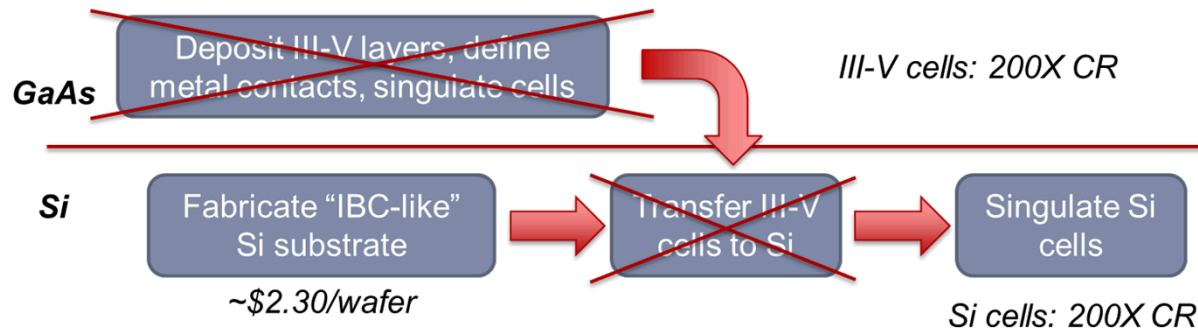 Deposit III-V layers, define
metal contacts, singulate cells
III-V cells: 200X CR
GaAs
Si
Fabricate “IBC-like”
Si substrate
Transfer III-V
cells to Si
Singulate Si
cells
~$2.30/wafer
Si cells: 200X CR